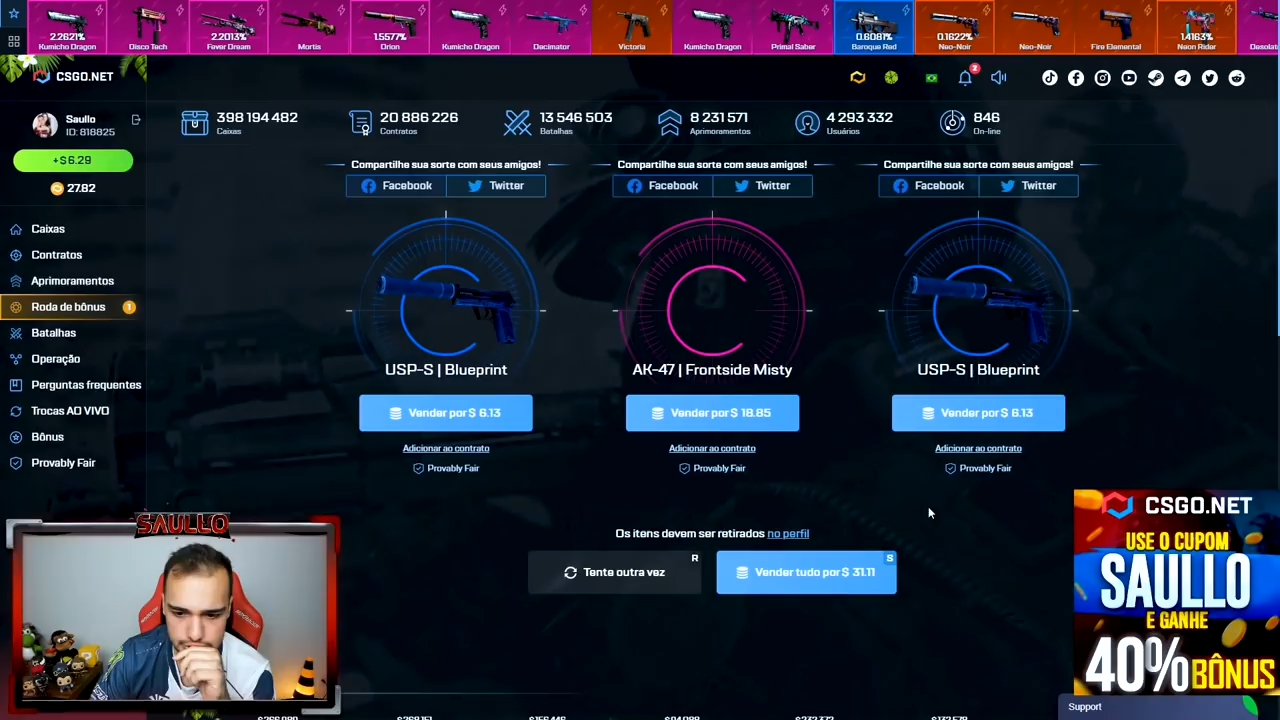 2.2621%
Kumicho Dragon
Disco Tech
2.2013%
Fever Dream
Mortis
1.5577%
Orion
Kumicho Dragon
Decimator
Victoria
Kumicho Dragon
Primal Saber
0.6081%
Baroque Red
0.1622%
Neo-Noir
Neo-Noir
Fire Elemental
1.4163%
Neon Rider
Desolat
CSGO.NET
2
Saullo
ID: 818825
+$ 6.29
27.82
398 194 482
Caixas
20 886 226
Contratos
13 546 503
Batalhas
8 231 571
Aprimoramentos
4 293 332
Usuários
846
On-line
Caixas
Contratos
Aprimoramentos
Roda de bônus 1
Batalhas
Operação
Perguntas frequentes
Trocas AO VIVO
Bônus
Provably Fair
Compartilhe sua sorte com seus amigos!
Facebook
Twitter
USP-S | Blueprint
Vender por $ 6.13
Adicionar ao contrato
Provably Fair
Compartilhe sua sorte com seus amigos!
Facebook
Twitter
AK-47 | Frontside Misty
Vender por $ 18.85
Adicionar ao contrato
Provably Fair
Compartilhe sua sorte com seus amigos!
Facebook
Twitter
USP-S | Blueprint
Vender por $ 6.13
Adicionar ao contrato
Provably Fair
Os itens devem ser retirados no perfil
Tente outra vez R
Vender tudo por $ 31.11 S
SAULLO
CSGO.NET
USE O CUPOM
SAULLO
E GANHE
40% BÔNUS
Support